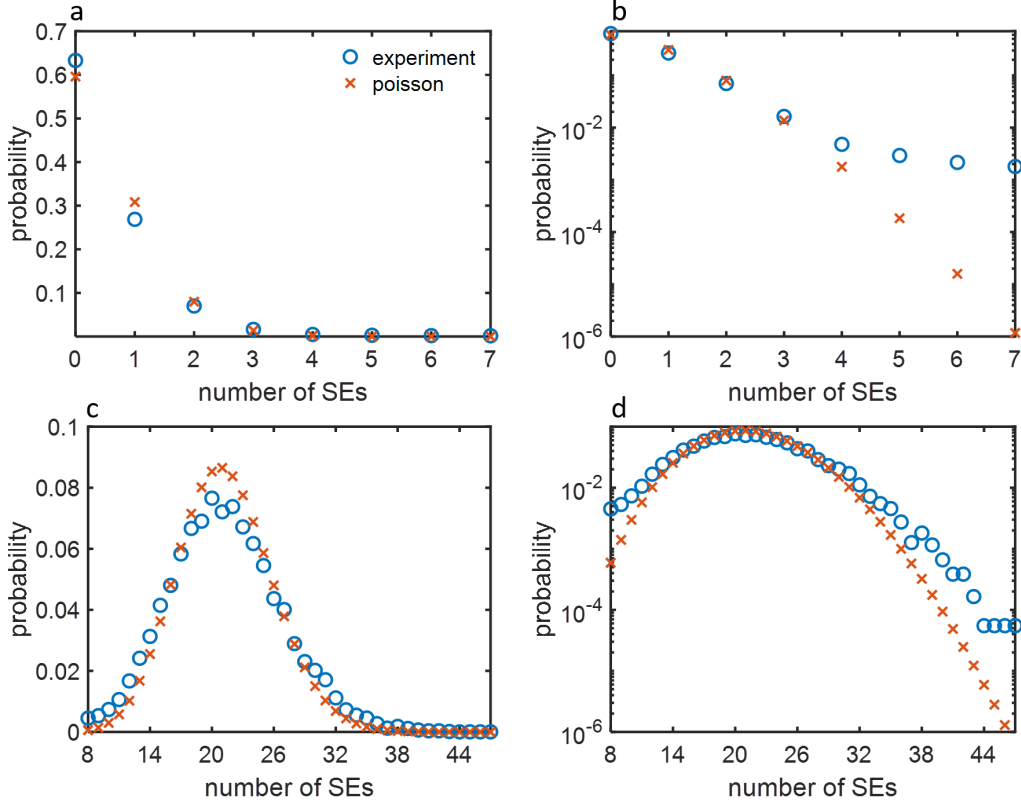 a
0.7
0.6
0.5
0.4
0.3
0.2
0.1
0 1 2 3 4 5 6 7
probability
number of SEs
experiment
poisson
b
10^-2
10^-4
10^-6
0 1 2 3 4 5 6 7
probability
number of SEs
c
0.1
0.08
0.06
0.04
0.02
0
8 14 20 26 32 38 44
probability
number of SEs
d
10^-2
10^-4
10^-6
8 14 20 26 32 38 44
probability
number of SEs